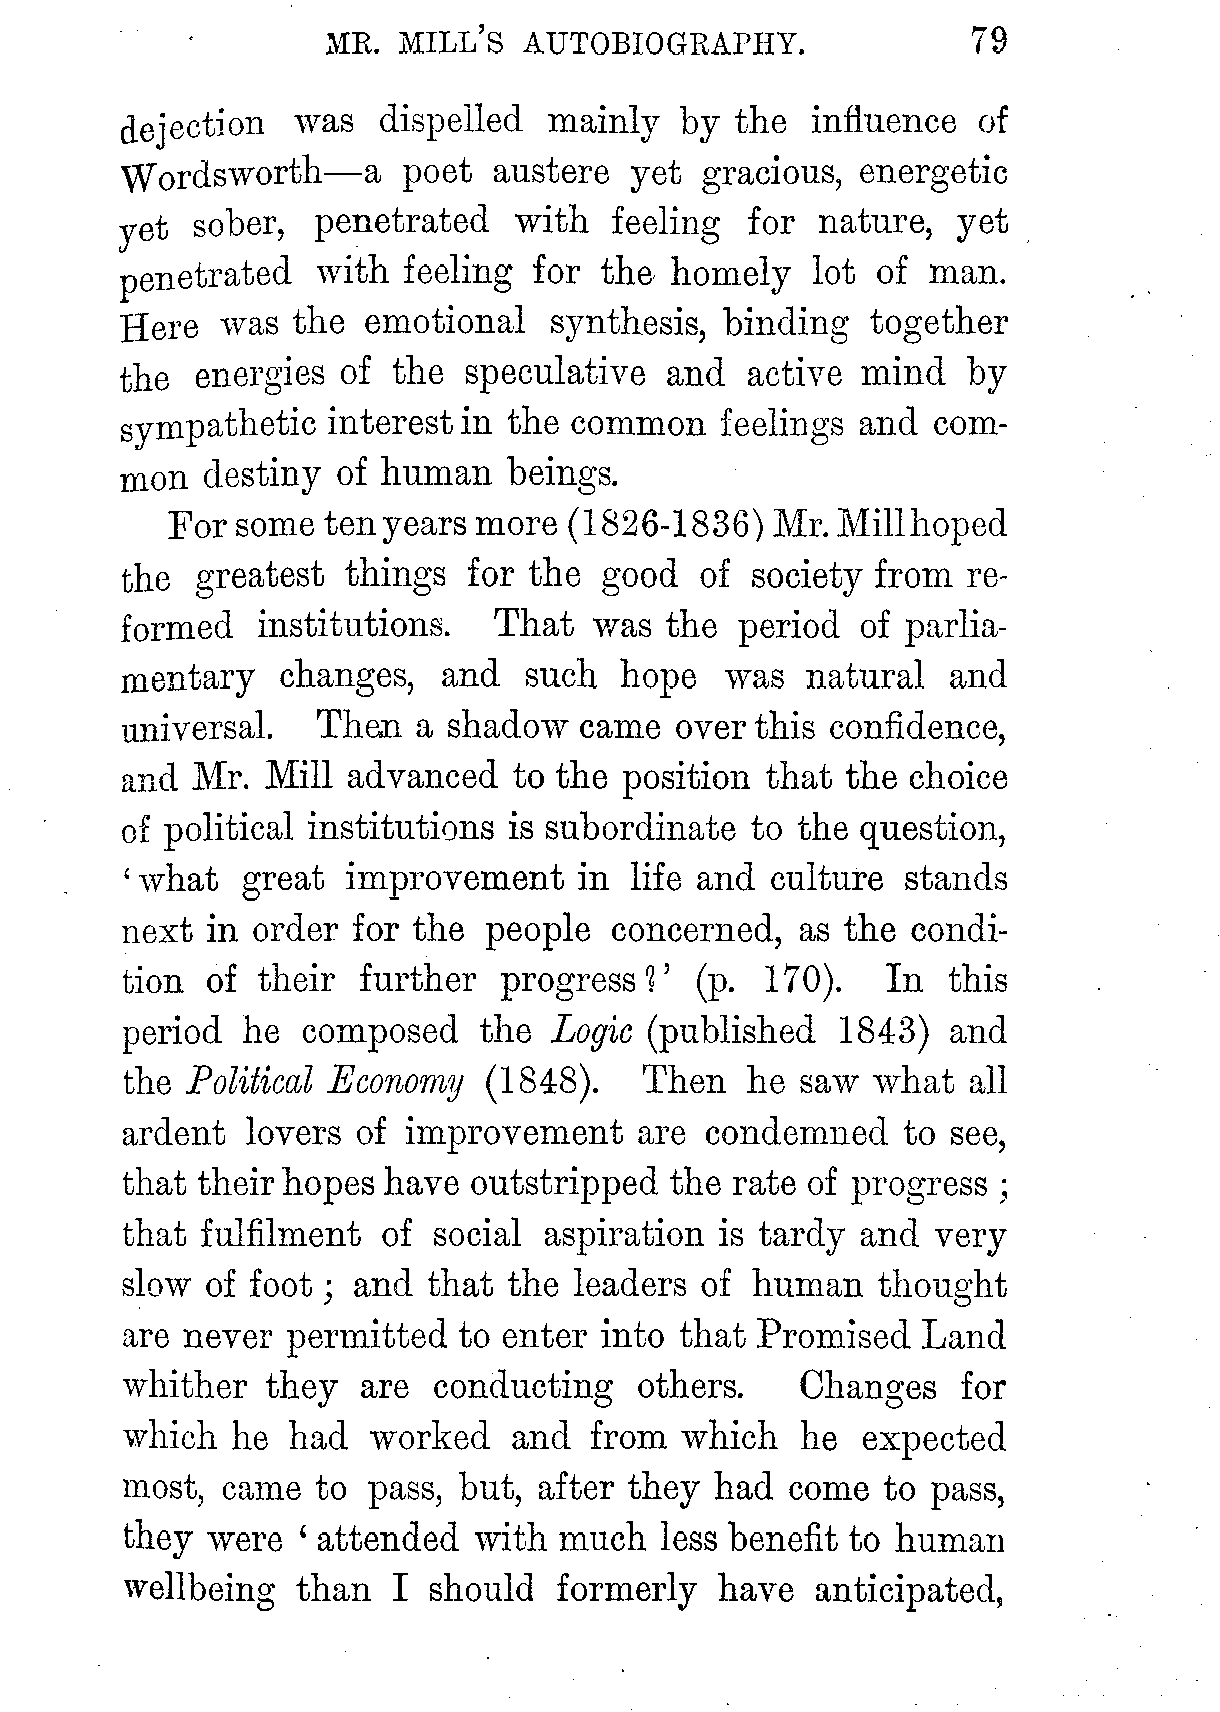 MR. MILL'S AUTOBIOGRAPHY. 79
dejection was dispelled mainly by the influence of
Wordsworth—a poet austere yet gracious, energetic
yet sober, penetrated with feeling for nature, yet
penetrated with feeling for the homely lot of man.
Here was the emotional synthesis, binding together
the energies of the speculative and active mind by
sympathetic interest in the common feelings and com-
mon destiny of human beings.
For some ten years more (1826-1836) Mr. Mill hoped
the greatest things for the good of society from re-
formed institutions. That was the period of parlia-
mentary changes, and such hope was natural and
universal. Then a shadow came over this confidence,
and Mr. Mill advanced to the position that the choice
of political institutions is subordinate to the question,
‘what great improvement in life and culture stands
next in order for the people concerned, as the condi-
tion of their further progress?’ (p. 170). In this
period he composed the Logic (published 1843) and
the Political Economy (1848). Then he saw what all
ardent lovers of improvement are condemned to see,
that their hopes have outstripped the rate of progress ;
that fulfilment of social aspiration is tardy and very
slow of foot ; and that the leaders of human thought
are never permitted to enter into that Promised Land
whither they are conducting others. Changes for
which he had worked and from which he expected
most, came to pass, but, after they had come to pass,
they were ‘attended with much less benefit to human
wellbeing than I should formerly have anticipated,